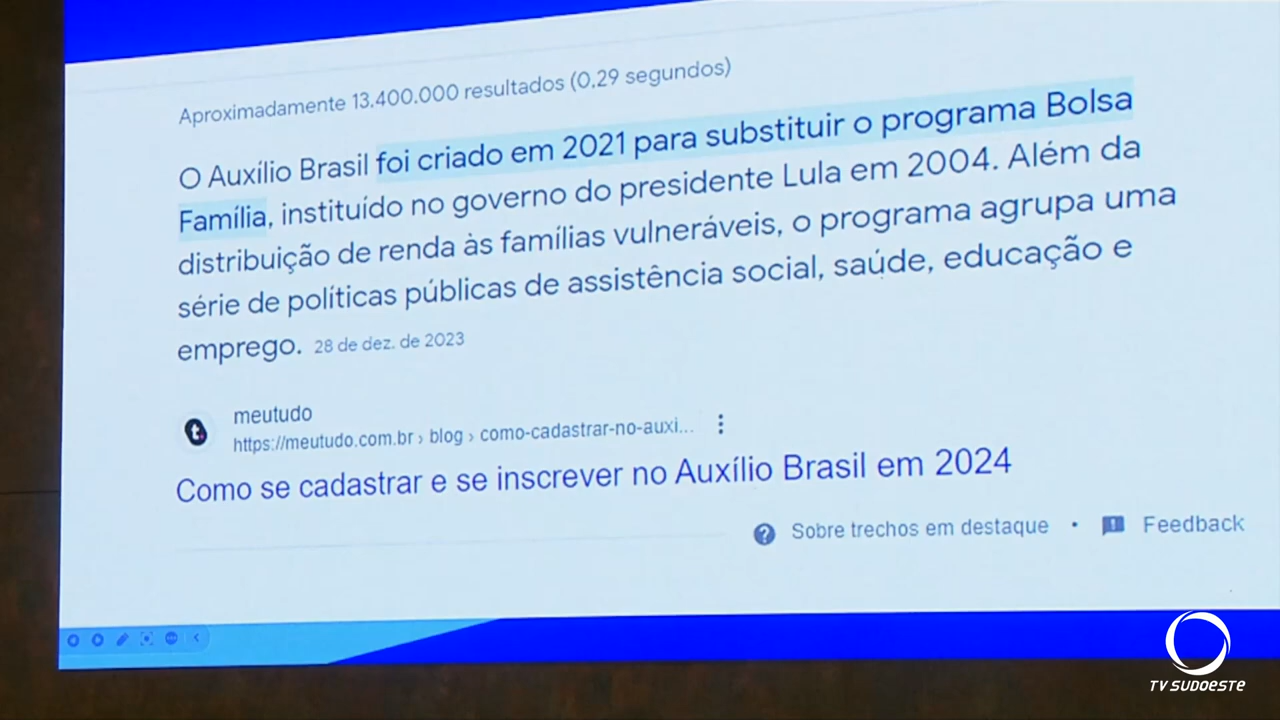 Aproximadamente 13.400.000 resultados (0,29 segundos)
O Auxílio Brasil foi criado em 2021 para substituir o programa Bolsa
Família, instituído no governo do presidente Lula em 2004. Além da
distribuição de renda às famílias vulneráveis, o programa agrupa uma
série de políticas públicas de assistência social, saúde, educação e
emprego. 28 de dez. de 2023
meutudo
https://meutudo.com.br › blog › como-cadastrar-no-auxi...
Como se cadastrar e se inscrever no Auxílio Brasil em 2024
Sobre trechos em destaque • Feedback
TV SUDOESTE